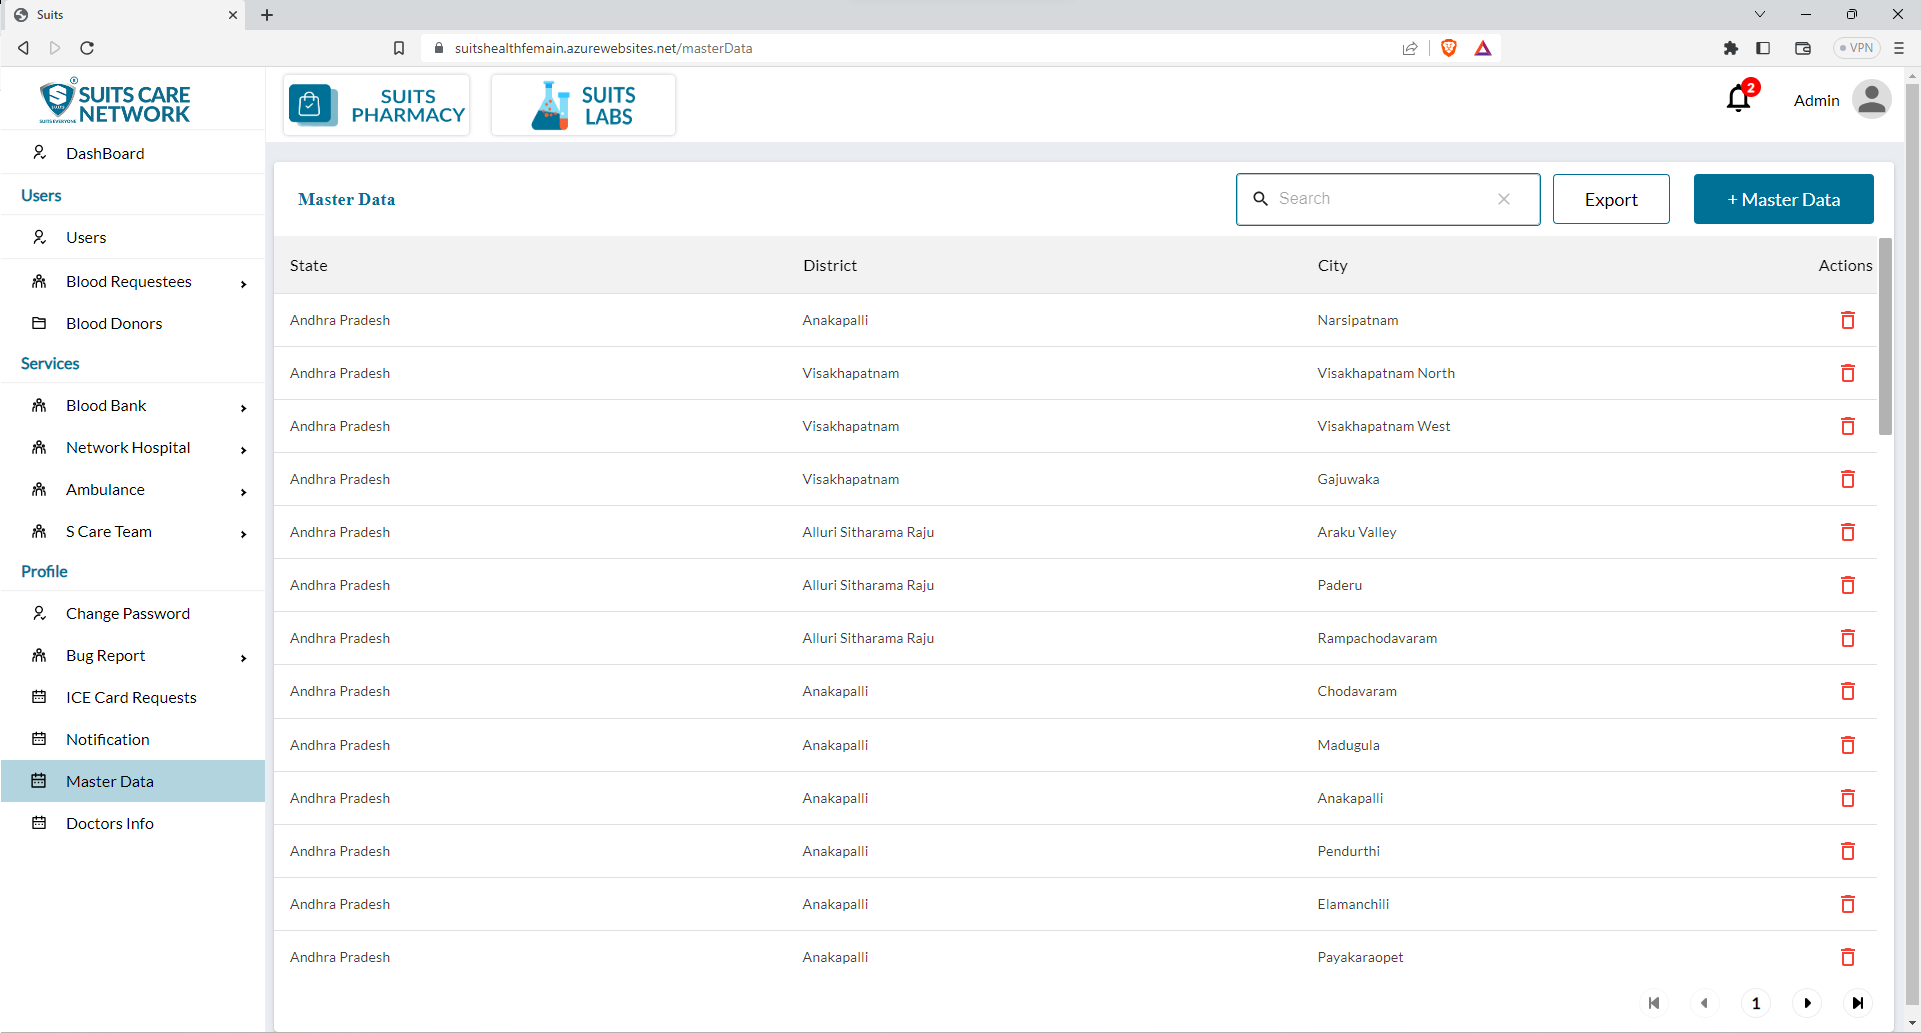 Suits
suitshealthfemain.azurewebsites.net/masterData
VPN
SUITS CARE
NETWORK
SUITS EVERYONE
SUITS
PHARMACY
SUITS
LABS
2
Admin
DashBoard
Users
Users
Blood Requestees
Blood Donors
Services
Blood Bank
Network Hospital
Ambulance
S Care Team
Profile
Change Password
Bug Report
ICE Card Requests
Notification
Master Data
Doctors Info
Master Data
Search
Export
+ Master Data
State District City Actions
Andhra Pradesh Anakapalli Narsipatnam
Andhra Pradesh Visakhapatnam Visakhapatnam North
Andhra Pradesh Visakhapatnam Visakhapatnam West
Andhra Pradesh Visakhapatnam Gajuwaka
Andhra Pradesh Alluri Sitharama Raju Araku Valley
Andhra Pradesh Alluri Sitharama Raju Paderu
Andhra Pradesh Alluri Sitharama Raju Rampachodavaram
Andhra Pradesh Anakapalli Chodavaram
Andhra Pradesh Anakapalli Madugula
Andhra Pradesh Anakapalli Anakapalli
Andhra Pradesh Anakapalli Pendurthi
Andhra Pradesh Anakapalli Elamanchili
Andhra Pradesh Anakapalli Payakaraopet
1